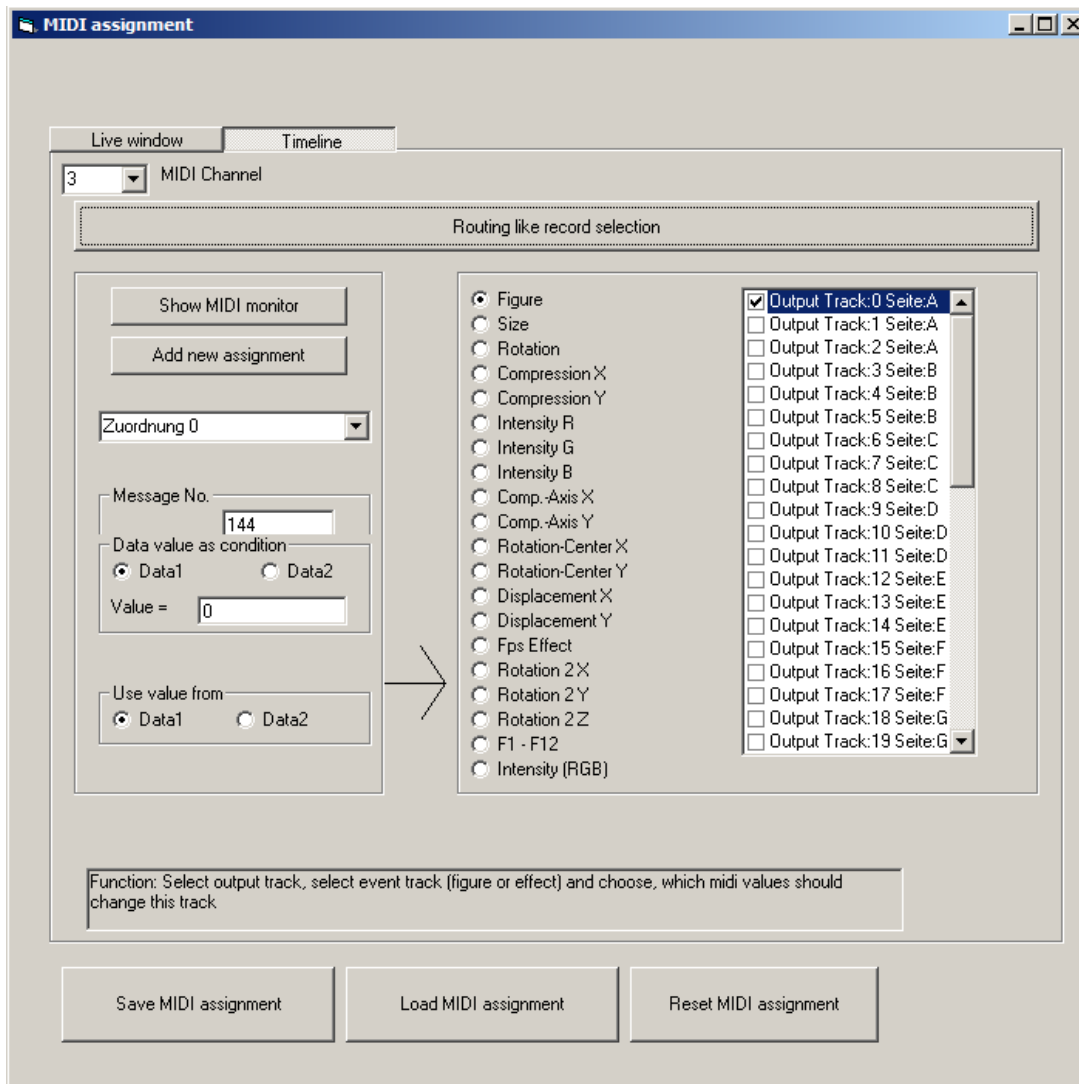 MIDI assignment
Live window
Timeline
3
MIDI Channel
Routing like record selection
Show MIDI monitor
Add new assignment
Zuordnung 0
Message No.
144
Data value as condition
Data1
Data2
Value =
0
Use value from
Data1
Data2
Figure
Size
Rotation
Compression X
Compression Y
Intensity R
Intensity G
Intensity B
Comp.-Axis X
Comp.-Axis Y
Rotation-Center X
Rotation-Center Y
Displacement X
Displacement Y
Fps Effect
Rotation 2 X
Rotation 2 Y
Rotation 2 Z
F1 - F12
Intensity (RGB)
Output Track:0 Seite:A
Output Track:1 Seite:A
Output Track:2 Seite:A
Output Track:3 Seite:B
Output Track:4 Seite:B
Output Track:5 Seite:B
Output Track:6 Seite:C
Output Track:7 Seite:C
Output Track:8 Seite:C
Output Track:9 Seite:D
Output Track:10 Seite:D
Output Track:11 Seite:D
Output Track:12 Seite:E
Output Track:13 Seite:E
Output Track:14 Seite:E
Output Track:15 Seite:F
Output Track:16 Seite:F
Output Track:17 Seite:F
Output Track:18 Seite:G
Output Track:19 Seite:G
Function: Select output track, select event track (figure or effect) and choose, which midi values should
change this track
Save MIDI assignment
Load MIDI assignment
Reset MIDI assignment